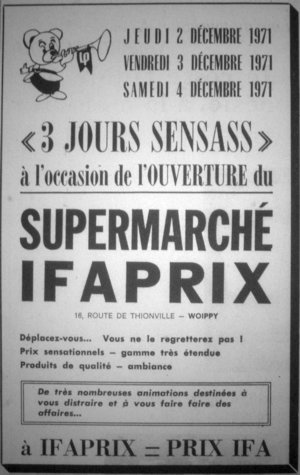 JEUDI 2 DÉCEMBRE 1971
VENDREDI 3 DÉCEMBRE 1971
SAMEDI 4 DÉCEMBRE 1971
« 3 JOURS SENSASS »
à l'occasion de l'OUVERTURE du
SUPERMARCHÉ
IFAPRIX
16, ROUTE DE THIONVILLE – WOIPPY
Déplacez-vous... Vous ne le regretterez pas !
Prix sensationnels – gamme très étendue
Produits de qualité – ambiance
De très nombreuses animations destinées à
vous distraire et à vous faire faire des
affaires...
à IFAPRIX = PRIX IFA